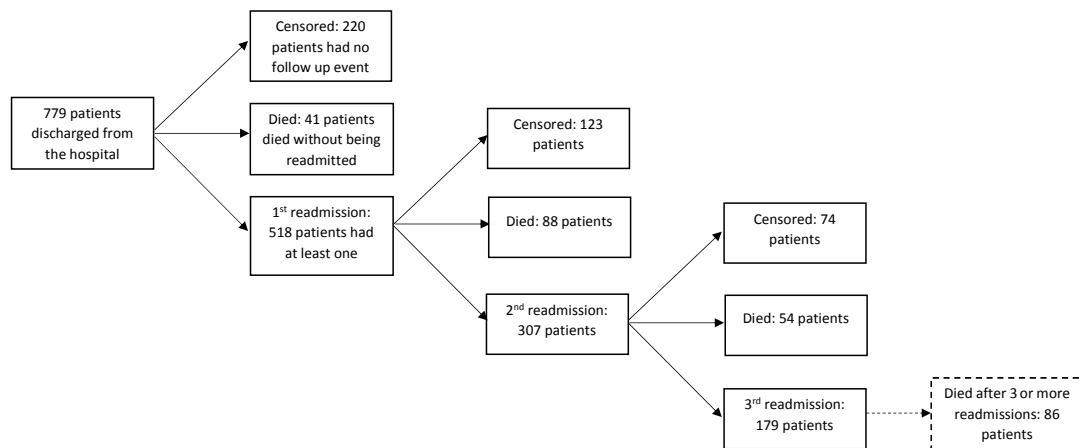 Censored: 220
patients had no
follow up event
779 patients
discharged from
the hospital
Died: 41 patients
died without being
readmitted
1st readmission:
518 patients had
at least one
Censored: 123
patients
Died: 88 patients
2nd readmission:
307 patients
Censored: 74
patients
Died: 54 patients
3rd readmission:
179 patients
Died after 3 or more
readmissions: 86
patients